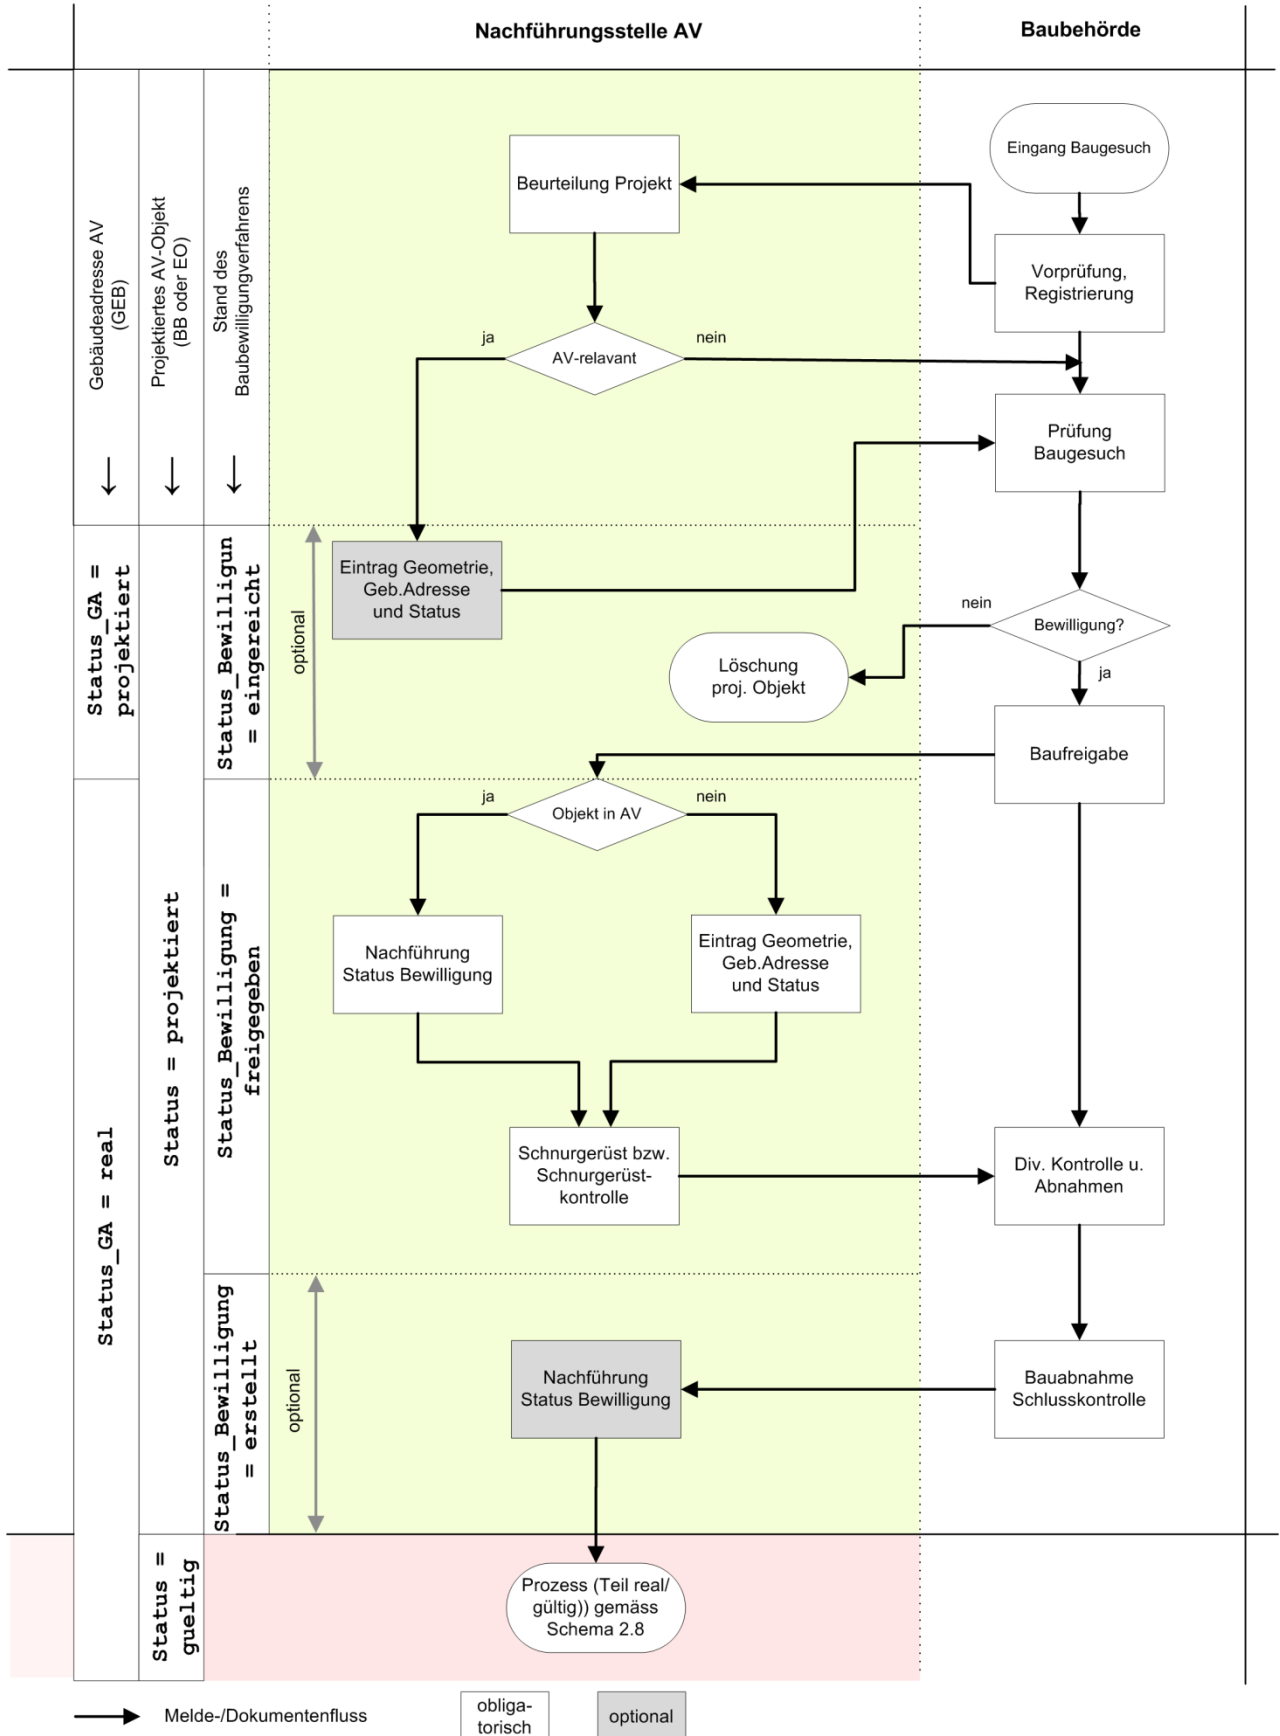 Nachführungsstelle AV
Baubehörde
Gebäudeadresse AV
(GEB)
Projektiertes AV-Objekt
(BB oder EO)
Stand des
Baubewilligungverfahrens
Eingang Baugesuch
Beurteilung Projekt
Vorprüfung,
Registrierung
ja
AV-relavant
nein
Prüfung
Baugesuch
Status_GA =
projektiert
Status_Bewilligun
= eingereicht
optional
Eintrag Geometrie,
Geb.Adresse
und Status
nein
Bewilligung?
ja
Löschung
proj. Objekt
Baufreigabe
ja
Objekt in AV
nein
Status_GA = real
Status = projektiert
Status_Bewilligung =
freigegeben
Nachführung
Status Bewilligung
Eintrag Geometrie,
Geb.Adresse
und Status
Schnurgerüst bzw.
Schnurgerüst-
kontrolle
Div. Kontrolle u.
Abnahmen
Status_Bewilligung
= erstellt
optional
Nachführung
Status Bewilligung
Bauabnahme
Schlusskontrolle
Status =
gueltig
Prozess (Teil real/
gültig)) gemäss
Schema 2.8
Melde-/Dokumentenfluss
obliga-
torisch
optional